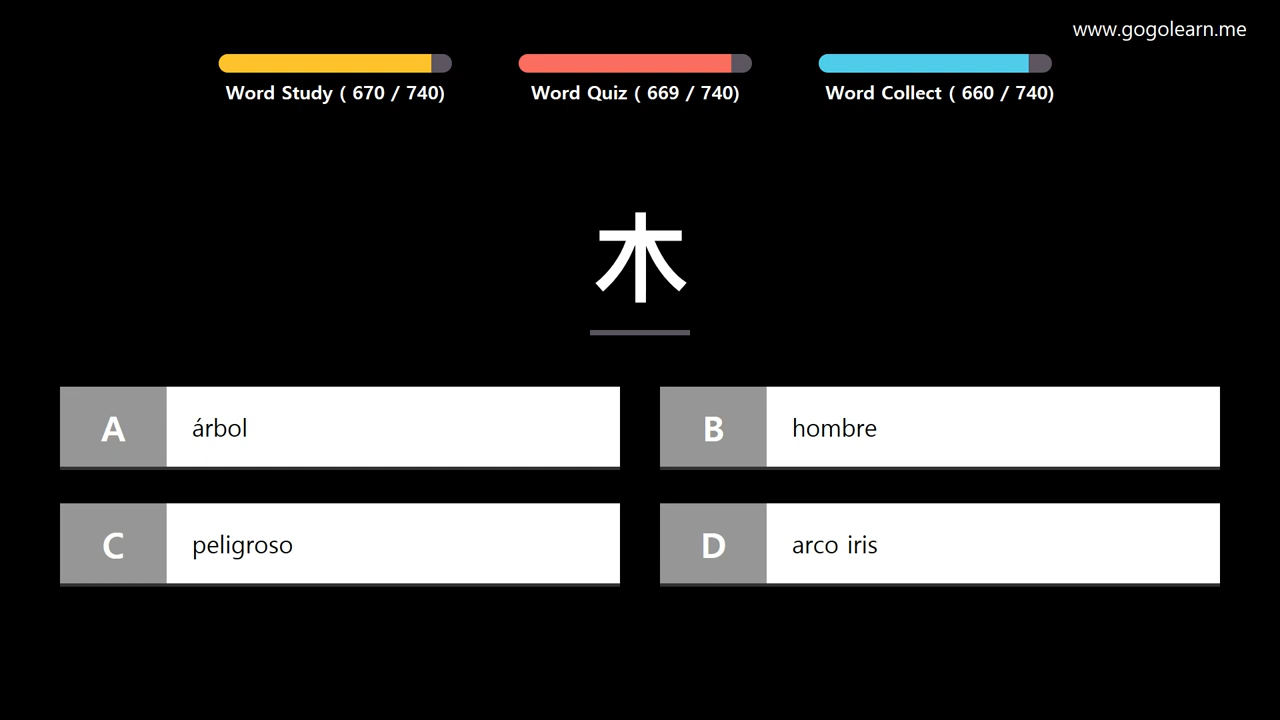 www.gogolearn.me
Word Study ( 670 / 740)
Word Quiz ( 669 / 740)
Word Collect ( 660 / 740)
木
A árbol
B hombre
C peligroso
D arco iris